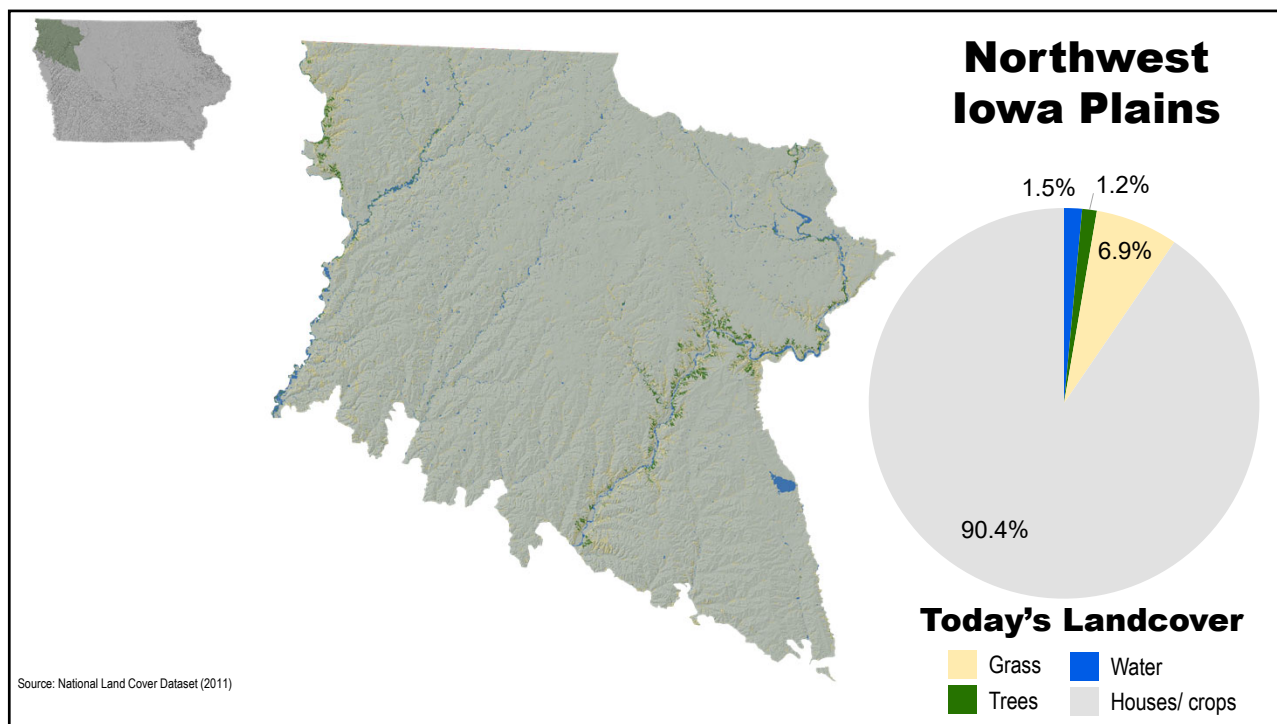 Northwest
Iowa Plains
1.5%
1.2%
6.9%
90.4%
Today's Landcover
Grass
Water
Trees
Houses/ crops
Source: National Land Cover Dataset (2011)